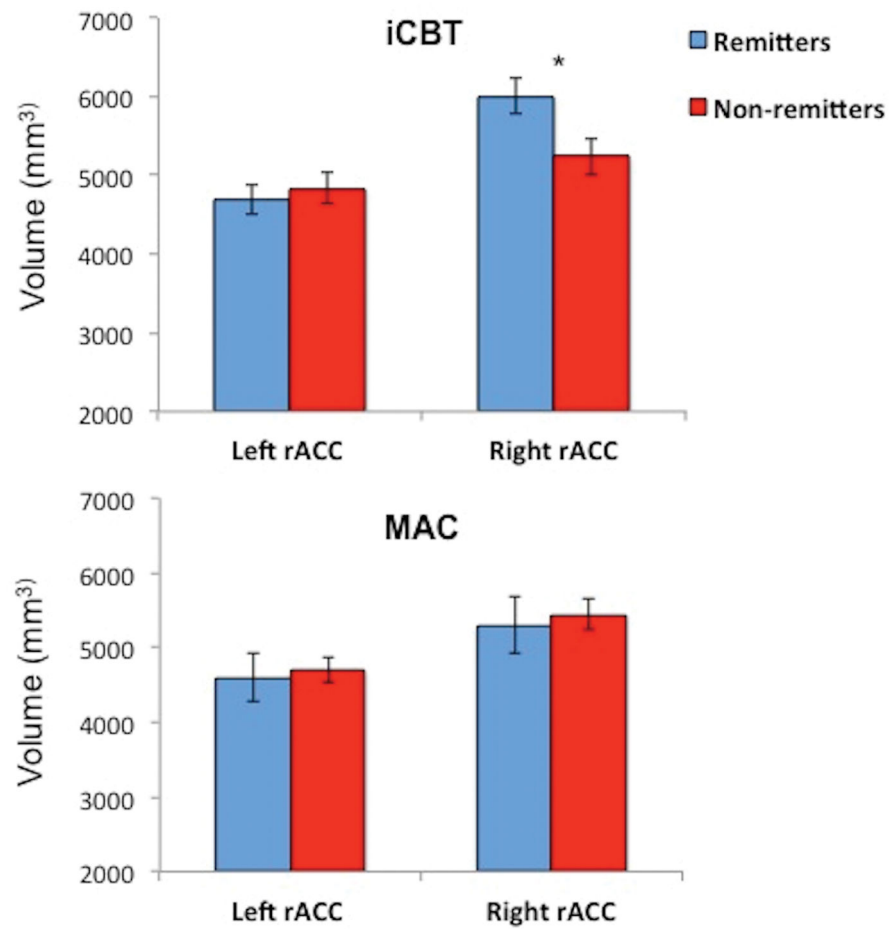 iCBT
7000
6000
5000
4000
3000
2000
Volume (mm³)
*
Remitters
Non-remitters
Left rACC Right rACC
MAC
7000
6000
5000
4000
3000
2000
Volume (mm³)
Left rACC Right rACC